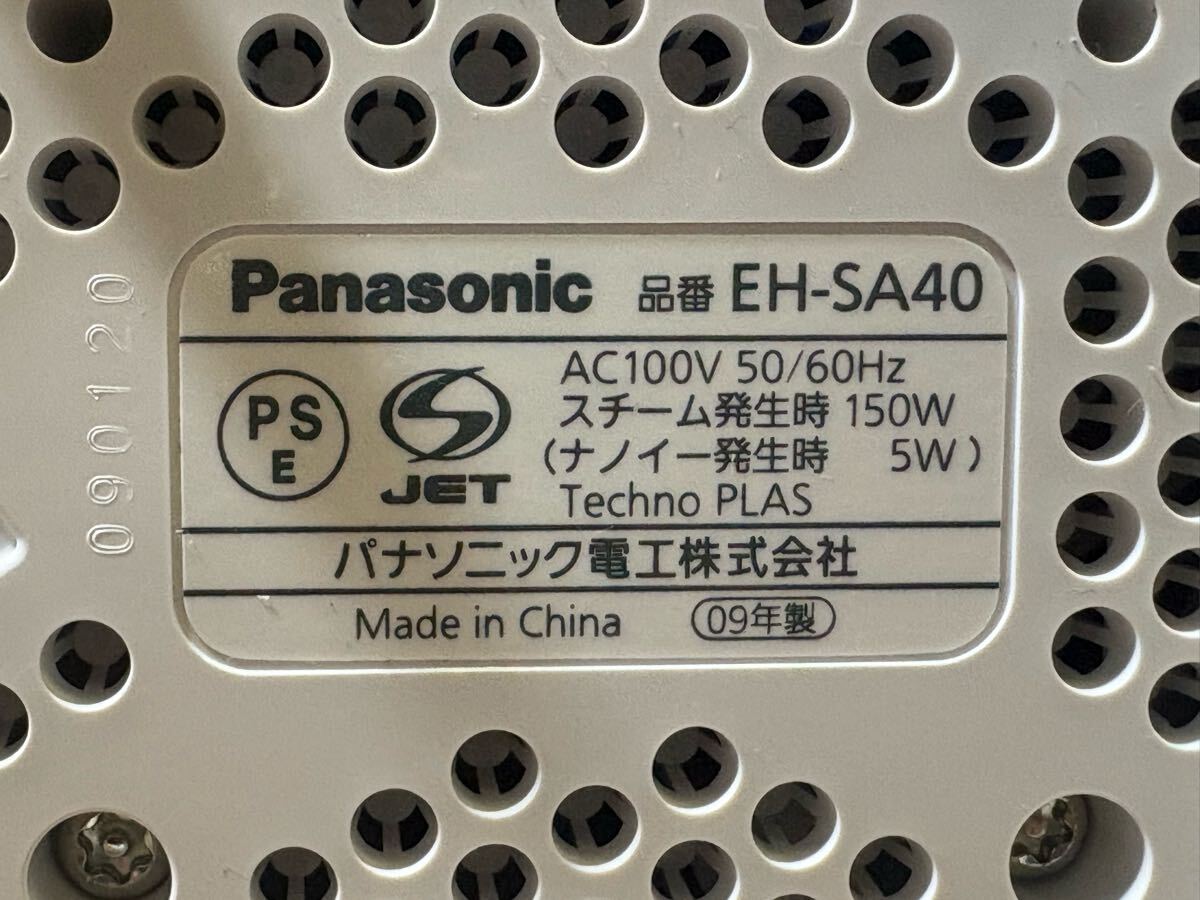 Panasonic 品番 EH-SA40
PS
E
JET
AC100V 50/60Hz
スチーム発生時 150W
(ナノイー発生時 5W)
Techno PLAS
パナソニック電工株式会社
Made in China 09年製
090120